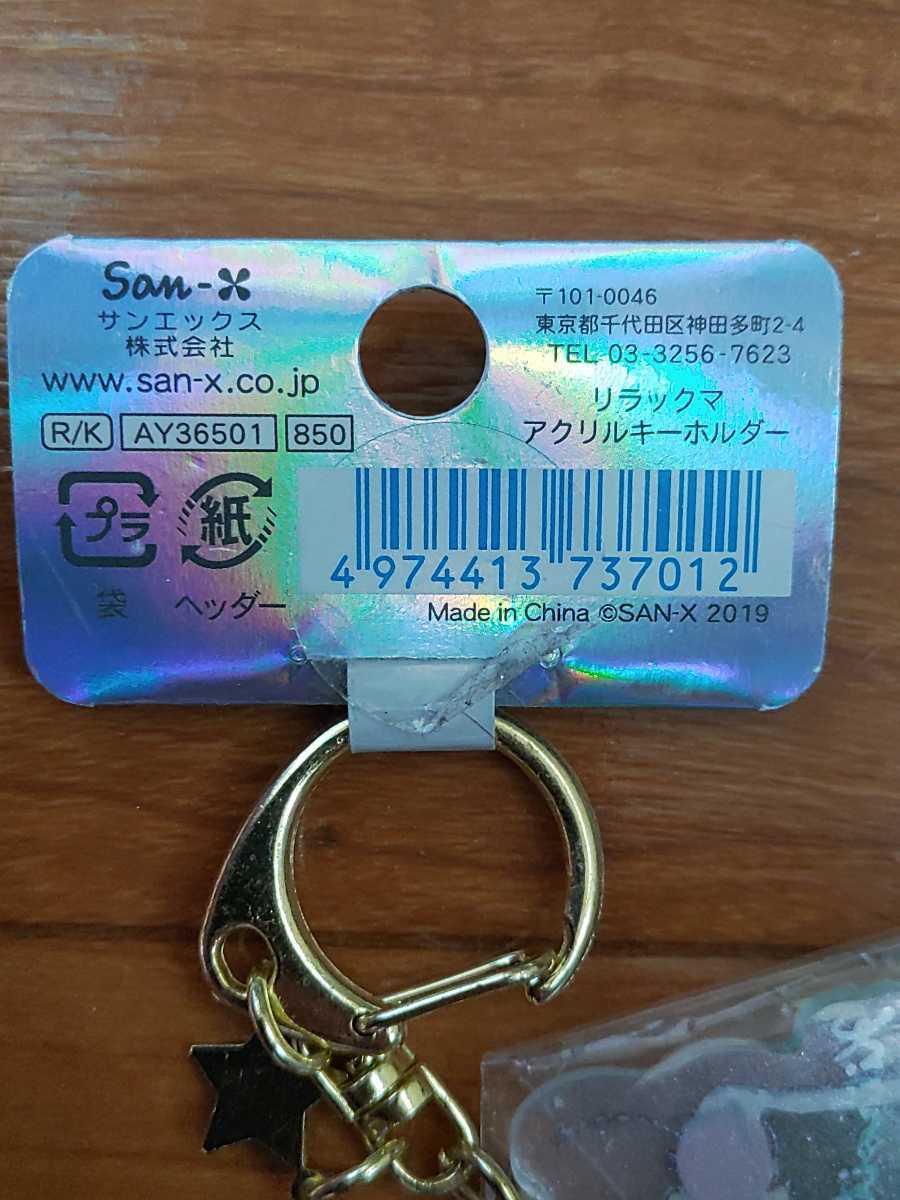 San-X
サンエックス
株式会社
www.san-x.co.jp
R/K AY36501 850
プラ
袋
紙
ヘッダー
〒101-0046
東京都千代田区神田多町2-4
TEL 03-3256-7623
リラックマ
アクリルキーホルダー
4 974413 737012
Made in China ©SAN-X 2019